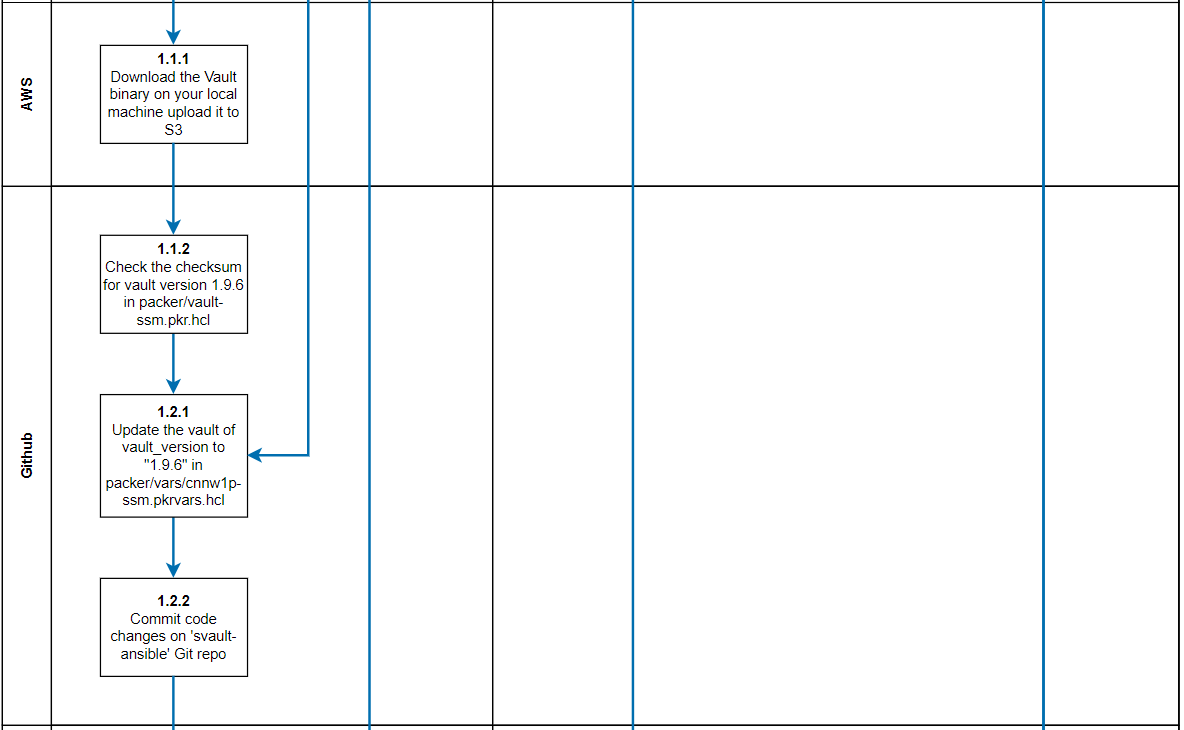 AWS
1.1.1
Download the Vault
binary on your local
machine upload it to
S3
Github
1.1.2
Check the checksum
for vault version 1.9.6
in packer/vault-
ssm.pkr.hcl
1.2.1
Update the vault of
vault_version to
"1.9.6" in
packer/vars/cnnw1p-
ssm.pkrvars.hcl
1.2.2
Commit code
changes on 'svault-
ansible' Git repo